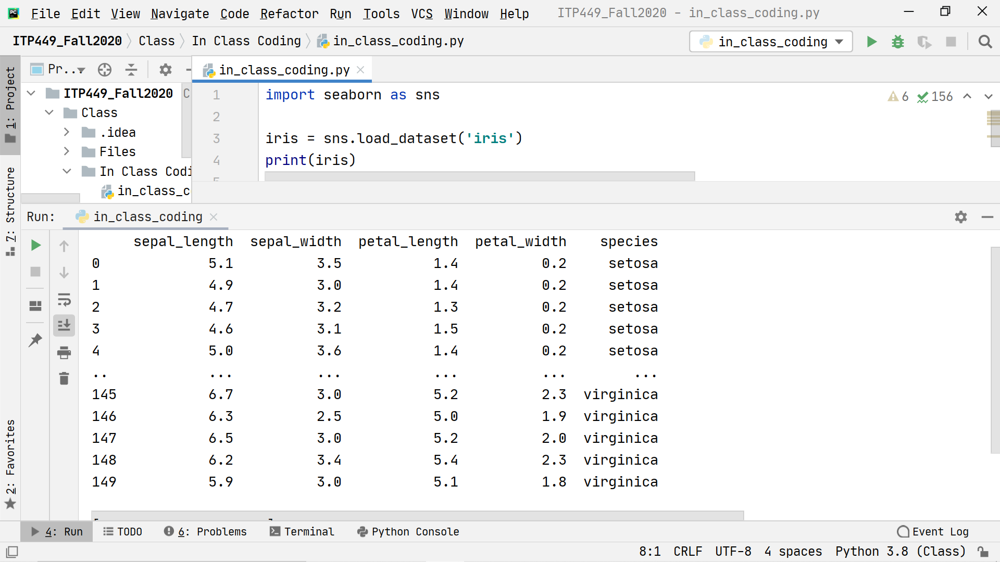 File Edit View Navigate Code Refactor Run Tools VCS Window Help ITP449_Fall2020 - in_class_coding.py
ITP449_Fall2020 Class In Class Coding in_class_coding.py in_class_coding
1: Project
7: Structure
2: Favorites
Pr...
ITP449_Fall2020 C
Class
.idea
Files
In Class Codi
in_class_c
in_class_coding.py
6 156
1 import seaborn as sns
2
3 iris = sns.load_dataset('iris')
4 print(iris)
5
Run: in_class_coding
sepal_length sepal_width petal_length petal_width species
0 5.1 3.5 1.4 0.2 setosa
1 4.9 3.0 1.4 0.2 setosa
2 4.7 3.2 1.3 0.2 setosa
3 4.6 3.1 1.5 0.2 setosa
4 5.0 3.6 1.4 0.2 setosa
.. ... ... ... ... ...
145 6.7 3.0 5.2 2.3 virginica
146 6.3 2.5 5.0 1.9 virginica
147 6.5 3.0 5.2 2.0 virginica
148 6.2 3.4 5.4 2.3 virginica
149 5.9 3.0 5.1 1.8 virginica
4: Run TODO 6: Problems Terminal Python Console Event Log
8:1 CRLF UTF-8 4 spaces Python 3.8 (Class)